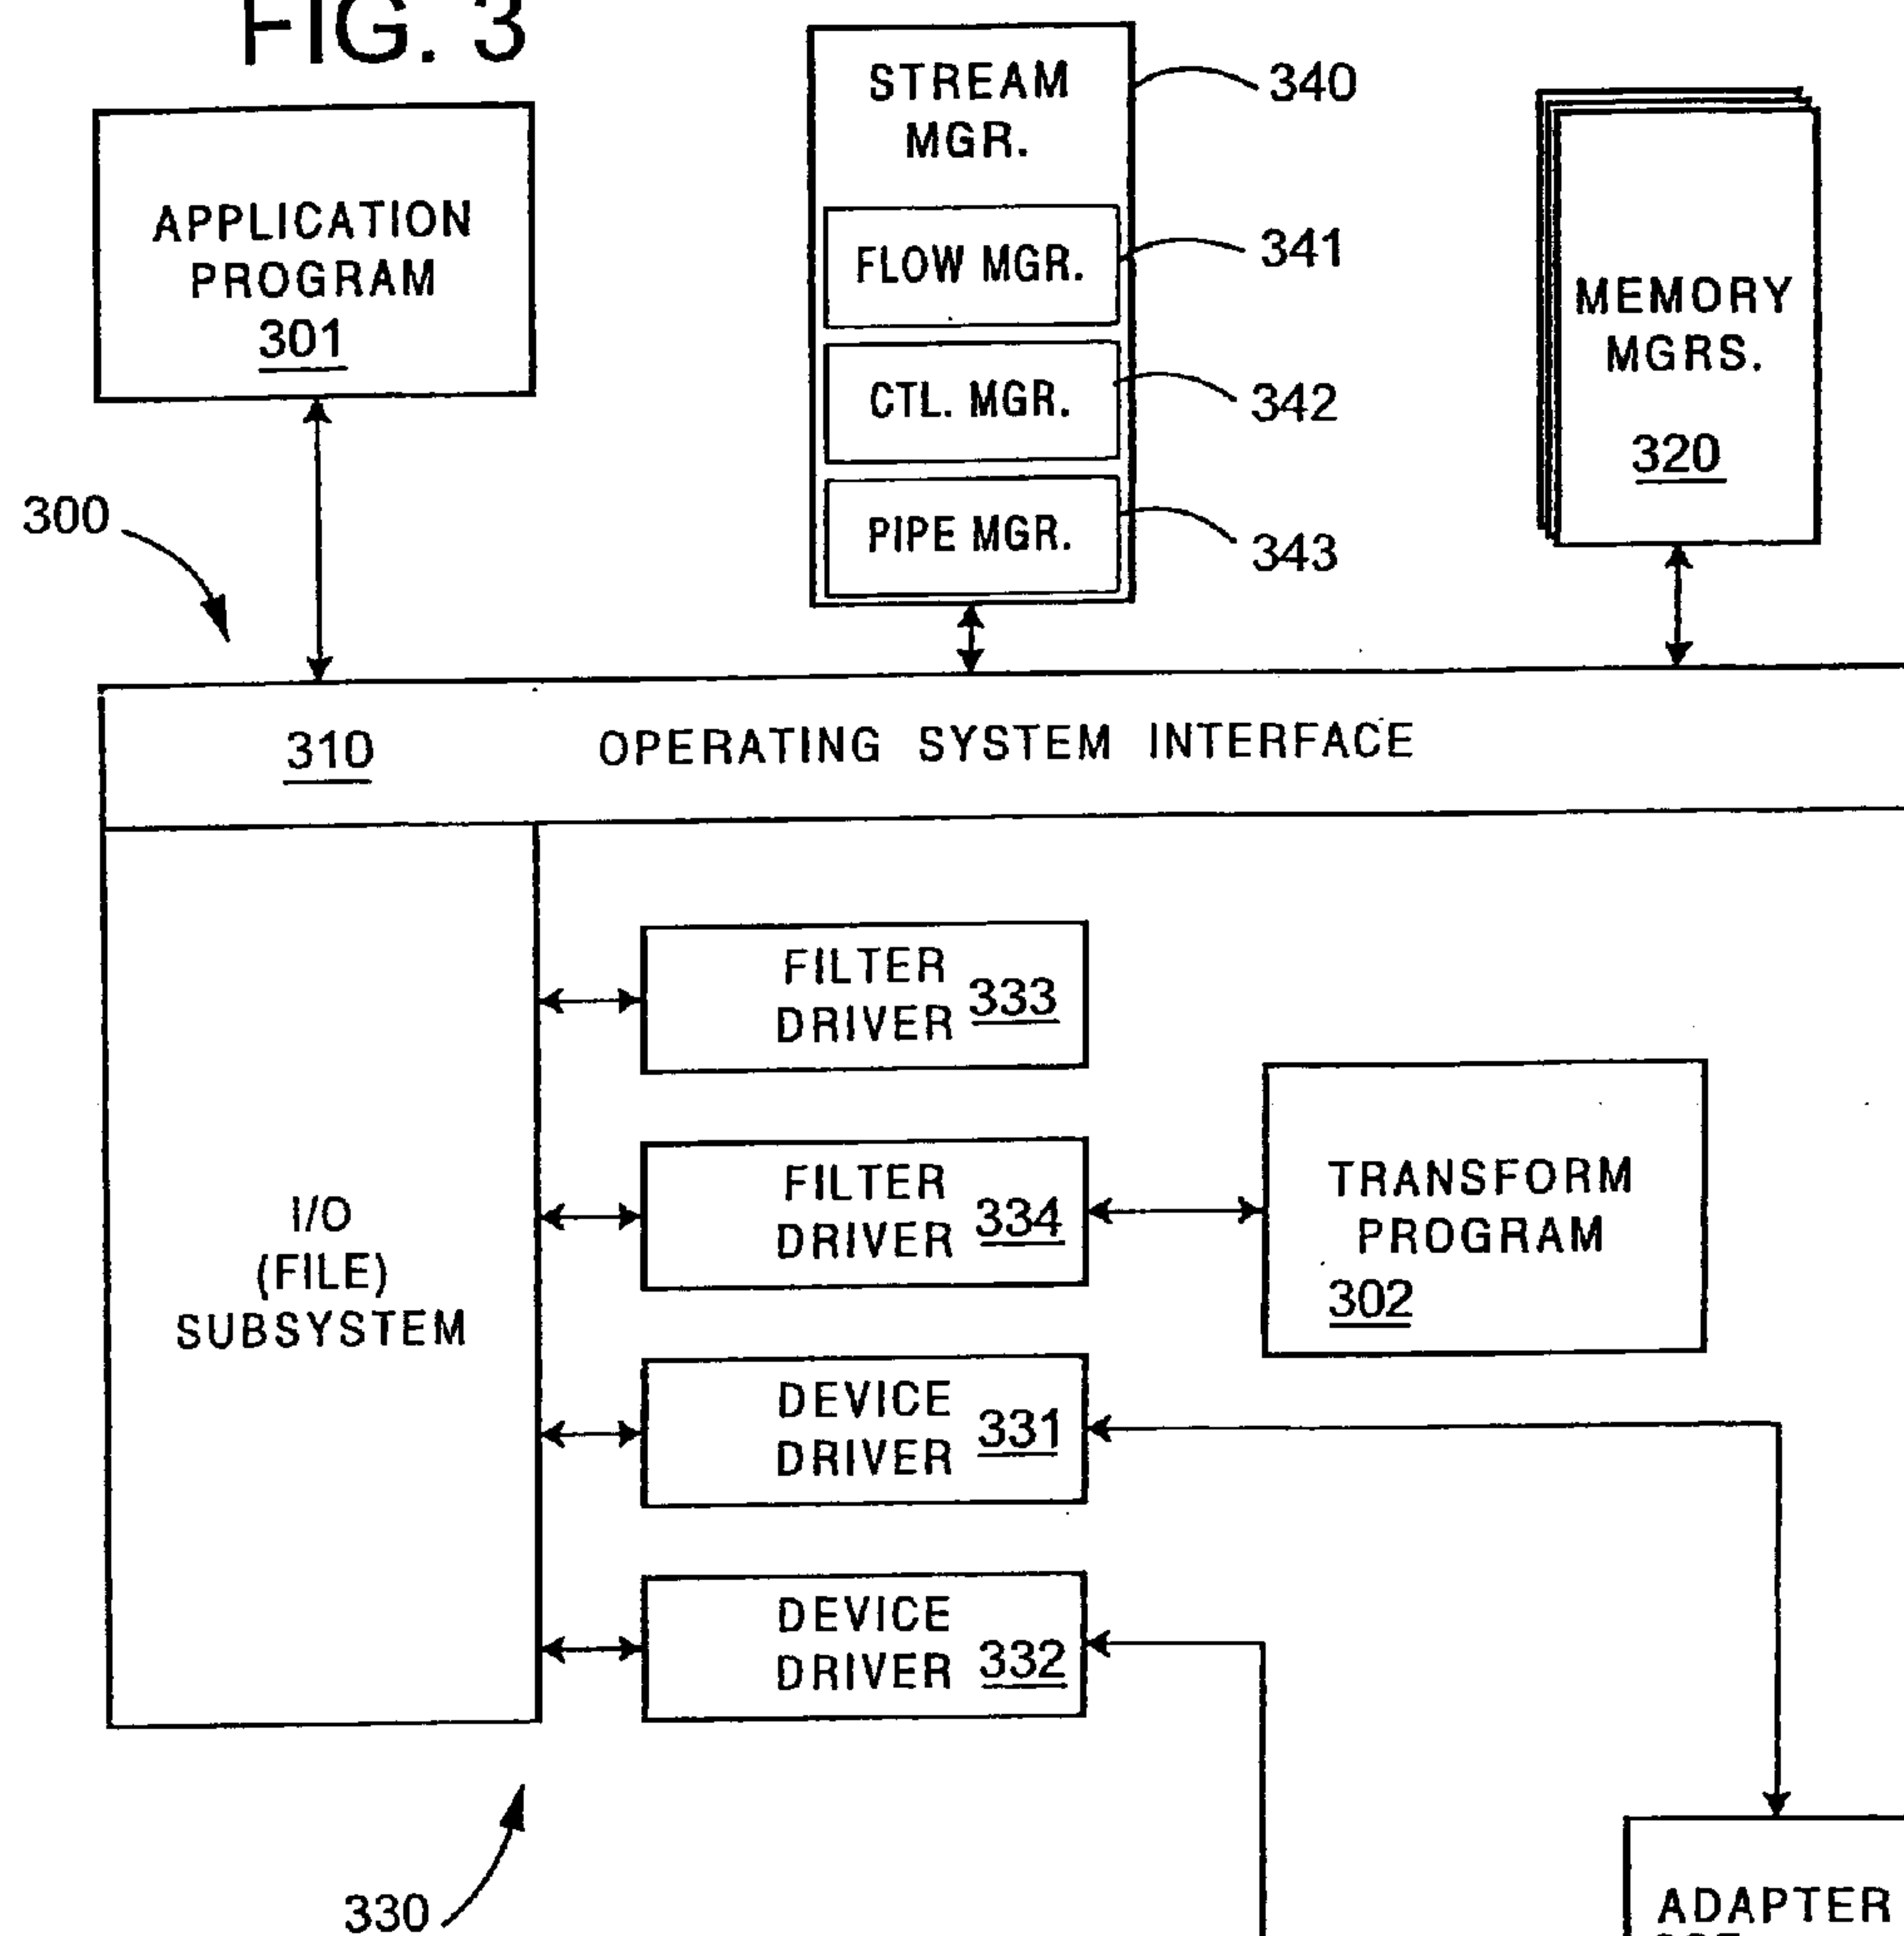 FIG. 3
STREAM
MGR.
340
APPLICATION
PROGRAM
301
FLOW MGR.
341
MEMORY
MGRS.
320
CTL. MGR.
342
PIPE MGR.
343
300
310
OPERATING SYSTEM INTERFACE
FILTER
DRIVER 333
I/O
(FILE)
SUBSYSTEM
FILTER
DRIVER 334
TRANSFORM
PROGRAM
302
DEVICE
DRIVER 331
DEVICE
DRIVER 332
330
ADAPTER